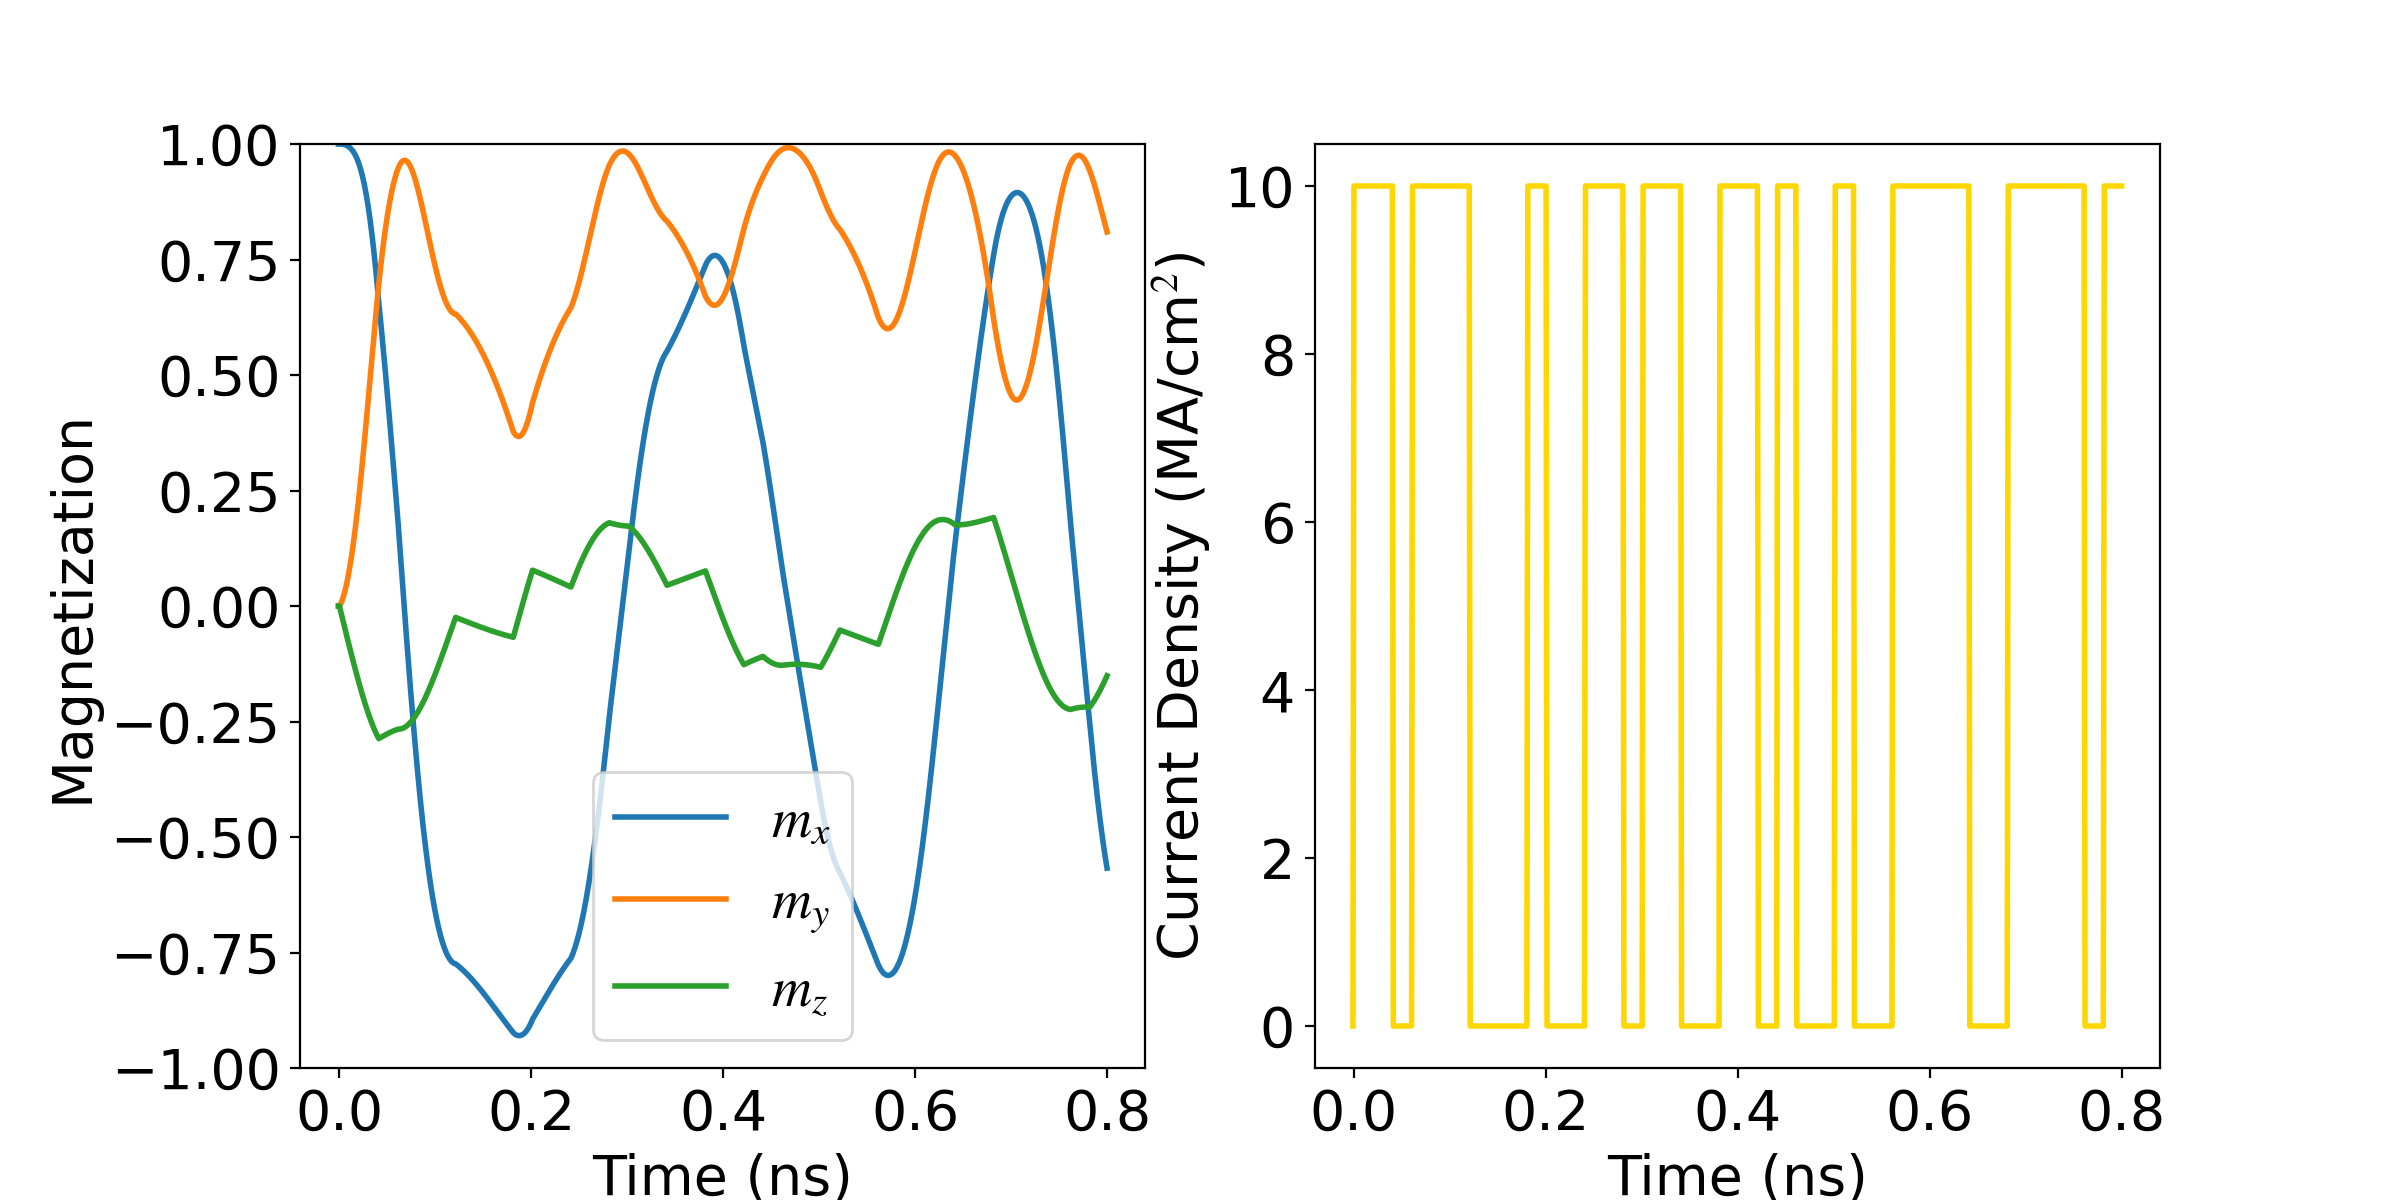 Magnetization
1.00
0.75
0.50
0.25
0.00
−0.25
−0.50
−0.75
−1.00
0.0 0.2 0.4 0.6 0.8
Time (ns)
m_x
m_y
m_z
Current Density (MA/cm²)
10
8
6
4
2
0
0.0 0.2 0.4 0.6 0.8
Time (ns)